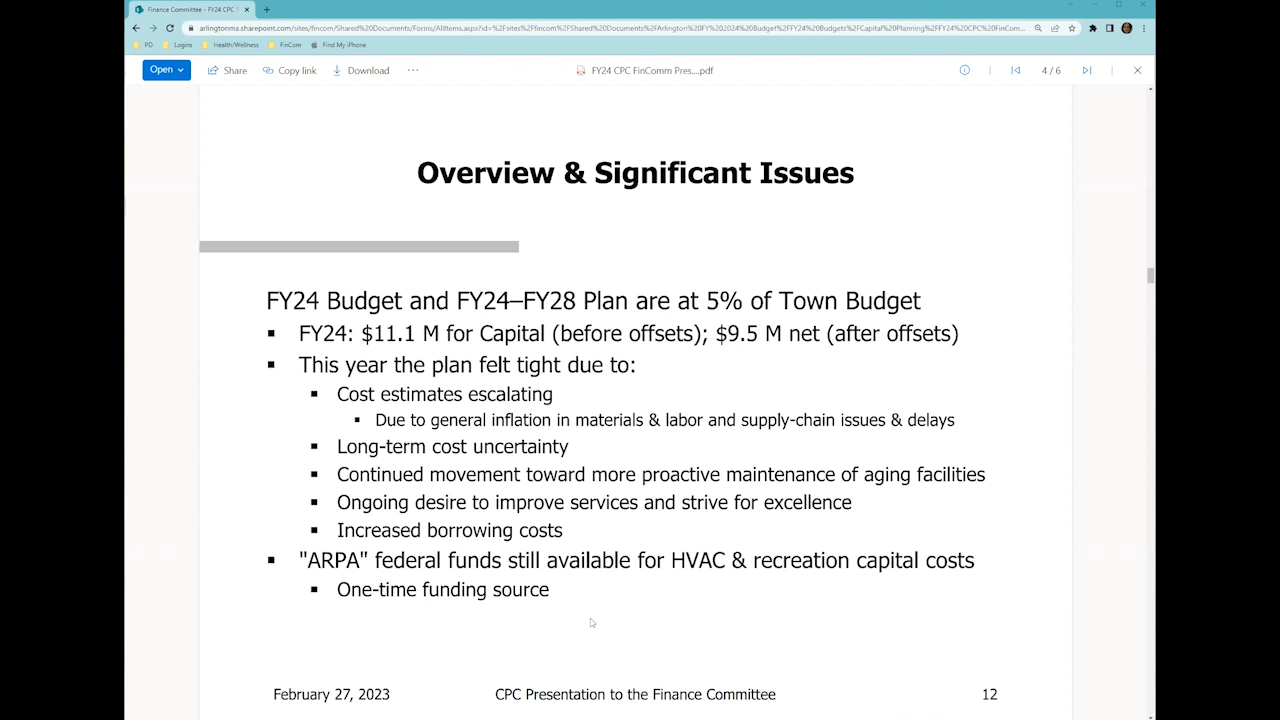 Finance Committee - FY24 CPC F
arlingtonma.sharepoint.com/sites/fincom/Shared%20Documents/Forms/AllItems.aspx?id=%2Fsites%2Ffincom%2FShared%20Documents%2FArlington%20FY%202024%20Budget%2FFY24%20Budgets%2FCapital%20Planning%2FFY24%20CPC%20FinCom...
PD Logins Health/Wellness FinCom Find My iPhone
Open Share Copy link Download ... FY24 CPC FinComm Pres....pdf 4 / 6
Overview & Significant Issues
FY24 Budget and FY24–FY28 Plan are at 5% of Town Budget
▪ FY24: $11.1 M for Capital (before offsets); $9.5 M net (after offsets)
▪ This year the plan felt tight due to:
▪ Cost estimates escalating
▪ Due to general inflation in materials & labor and supply-chain issues & delays
▪ Long-term cost uncertainty
▪ Continued movement toward more proactive maintenance of aging facilities
▪ Ongoing desire to improve services and strive for excellence
▪ Increased borrowing costs
▪ "ARPA" federal funds still available for HVAC & recreation capital costs
▪ One-time funding source
February 27, 2023 CPC Presentation to the Finance Committee 12